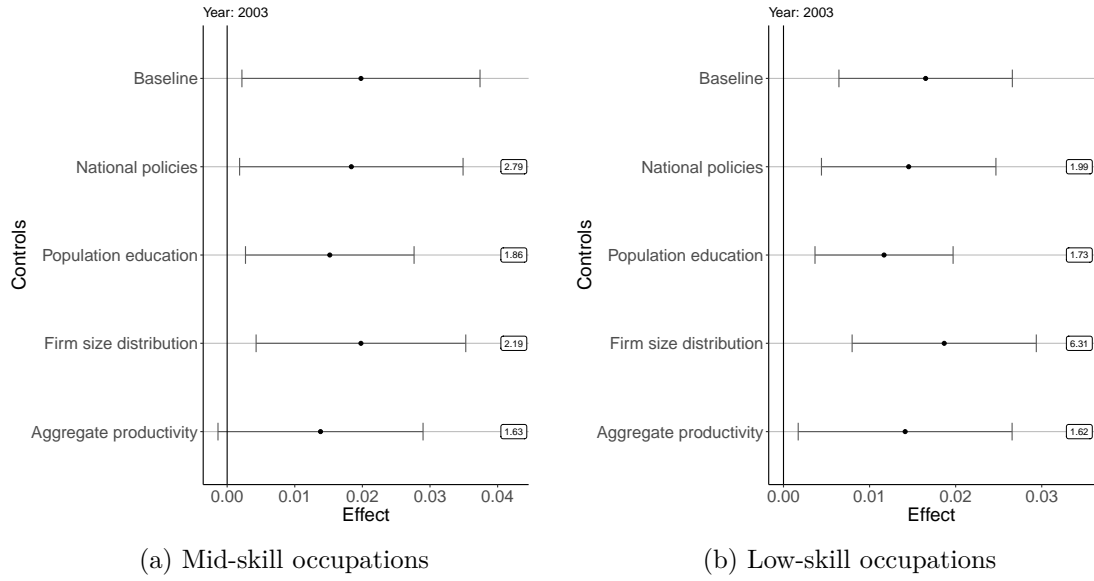 Year: 2003
Controls
Baseline
National policies
2.79
Population education
1.86
Firm size distribution
2.19
Aggregate productivity
1.63
0.00 0.01 0.02 0.03 0.04
Effect
(a) Mid-skill occupations
Year: 2003
Controls
Baseline
National policies
1.99
Population education
1.73
Firm size distribution
6.31
Aggregate productivity
1.62
0.00 0.01 0.02 0.03
Effect
(b) Low-skill occupations